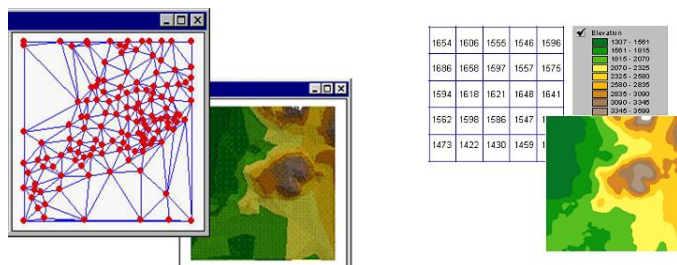 1654 1606 1555 1546 1596
1686 1658 1597 1557 1575
1594 1618 1621 1648 1641
1562 1598 1586 1547
1473 1422 1430 1459
Elevation
1307 - 1561
1561 - 1815
1815 - 2070
2070 - 2325
2325 - 2580
2580 - 2835
2835 - 3090
3090 - 3345
3345 - 3599